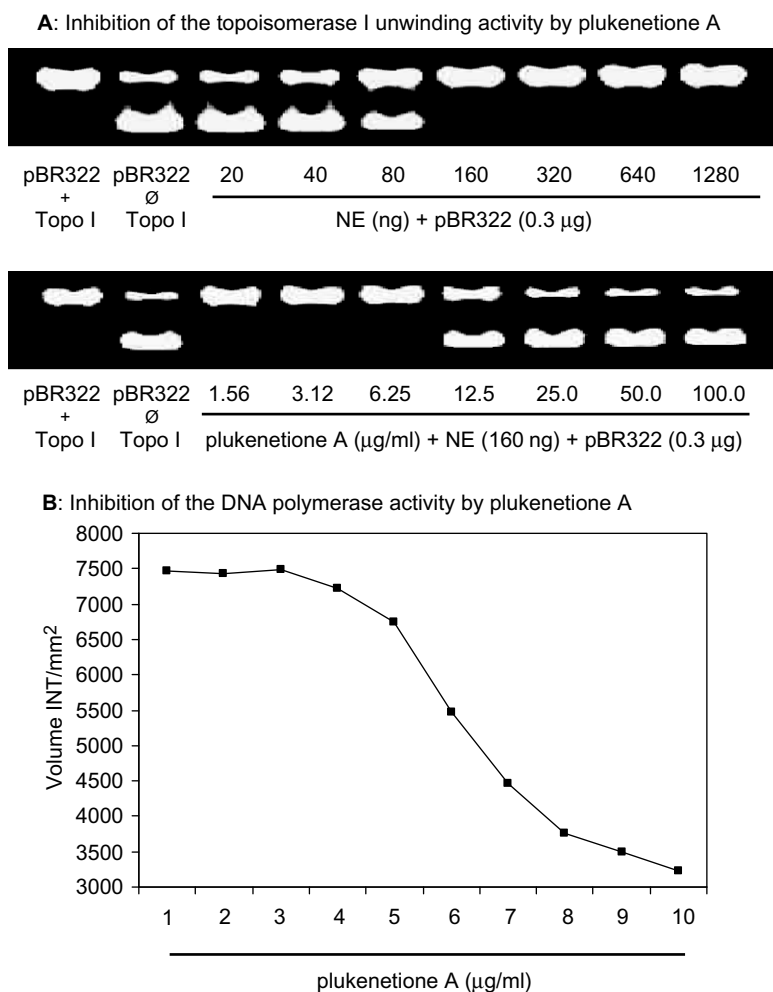 A: Inhibition of the topoisomerase I unwinding activity by plukenetione A
pBR322 pBR322 20 40 80 160 320 640 1280
+ Ø
Topo I Topo I NE (ng) + pBR322 (0.3 μg)
pBR322 pBR322 1.56 3.12 6.25 12.5 25.0 50.0 100.0
+ Ø
Topo I Topo I plukenetione A (μg/ml) + NE (160 ng) + pBR322 (0.3 μg)
B: Inhibition of the DNA polymerase activity by plukenetione A
8000
7500
7000
6500
6000
5500
5000
4500
4000
3500
3000
Volume INT/mm²
1 2 3 4 5 6 7 8 9 10
plukenetione A (μg/ml)